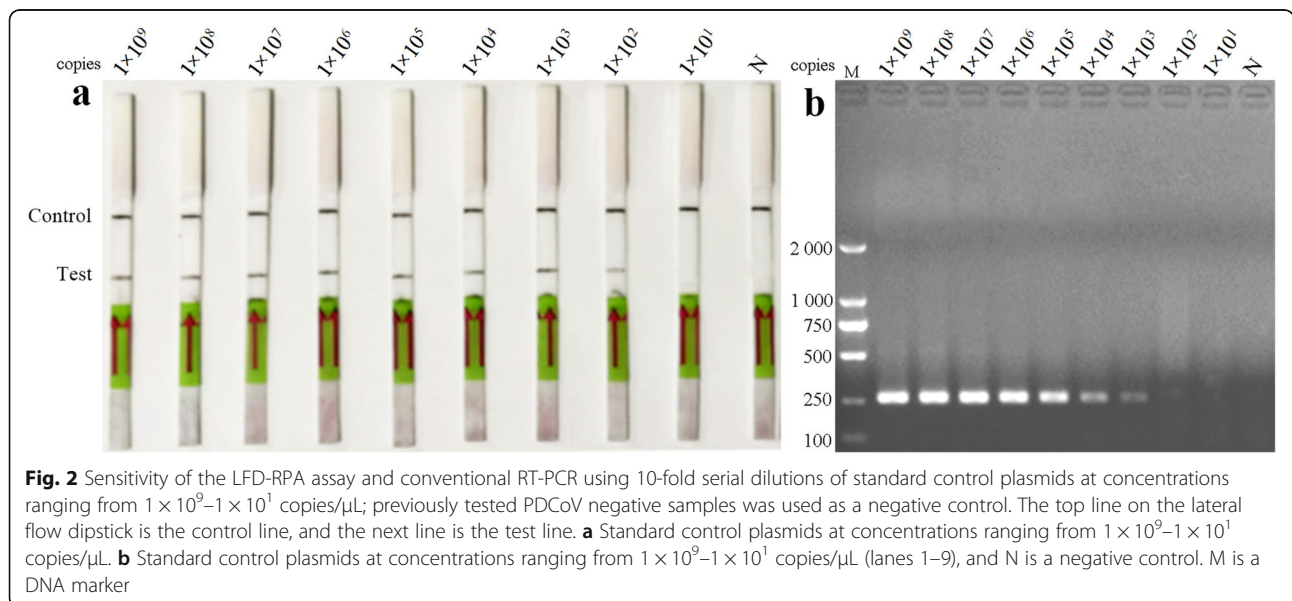 copies 1×10⁹ 1×10⁸ 1×10⁷ 1×10⁶ 1×10⁵ 1×10⁴ 1×10³ 1×10² 1×10¹ N
a
Control
Test
copies M 1×10⁹ 1×10⁸ 1×10⁷ 1×10⁶ 1×10⁵ 1×10⁴ 1×10³ 1×10² 1×10¹ N
b
2 000
1 000
750
500
250
100
Fig. 2 Sensitivity of the LFD-RPA assay and conventional RT-PCR using 10-fold serial dilutions of standard control plasmids at concentrations
ranging from 1 × 10⁹–1 × 10¹ copies/μL; previously tested PDCoV negative samples was used as a negative control. The top line on the lateral
flow dipstick is the control line, and the next line is the test line. a Standard control plasmids at concentrations ranging from 1 × 10⁹–1 × 10¹
copies/μL. b Standard control plasmids at concentrations ranging from 1 × 10⁹–1 × 10¹ copies/μL (lanes 1–9), and N is a negative control. M is a
DNA marker